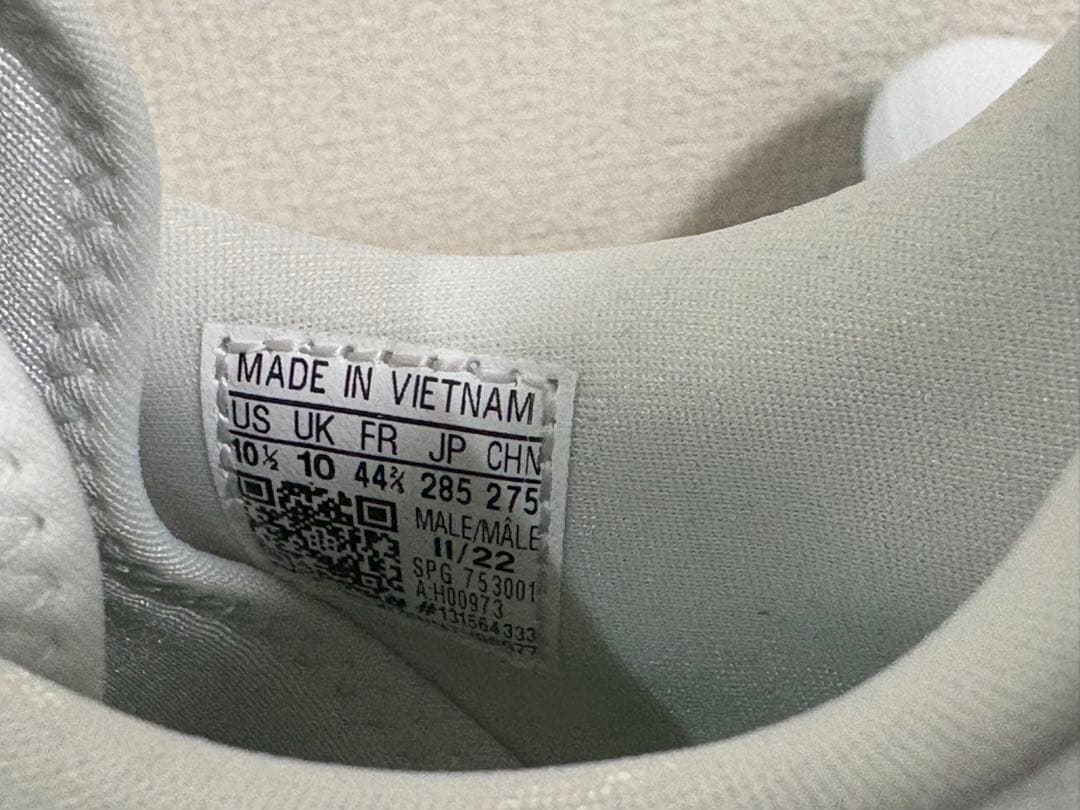 MADE IN VIETNAM
US UK FR JP CHN
10½ 10 44⅔ 285 275
MALE/MÂLE
11/22
SPG 753001
A:H00973
#131564333